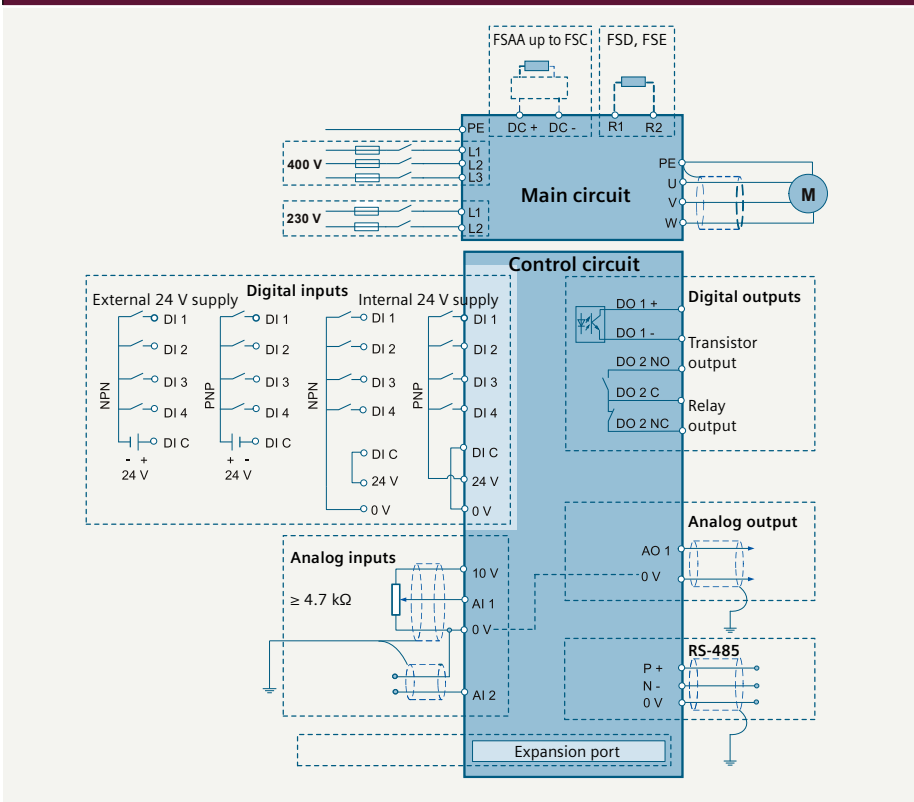 FSAA up to FSC
FSD, FSE
PE
DC +
DC -
R1
R2
400 V
L1
L2
L3
230 V
L1
L2
Main circuit
PE
U
V
W
M
Control circuit
Digital inputs
External 24 V supply
Internal 24 V supply
NPN
DI 1
DI 2
DI 3
DI 4
DI C
- +
24 V
PNP
DI 1
DI 2
DI 3
DI 4
DI C
+ -
24 V
NPN
DI 1
DI 2
DI 3
DI 4
DI C
24 V
0 V
PNP
DI 1
DI 2
DI 3
DI 4
DI C
24 V
0 V
Digital outputs
DO 1 +
DO 1 -
Transistor
output
DO 2 NO
DO 2 C
DO 2 NC
Relay
output
Analog inputs
≥ 4.7 kΩ
10 V
AI 1
0 V
AI 2
Analog output
AO 1
0 V
RS-485
P +
N -
0 V
Expansion port